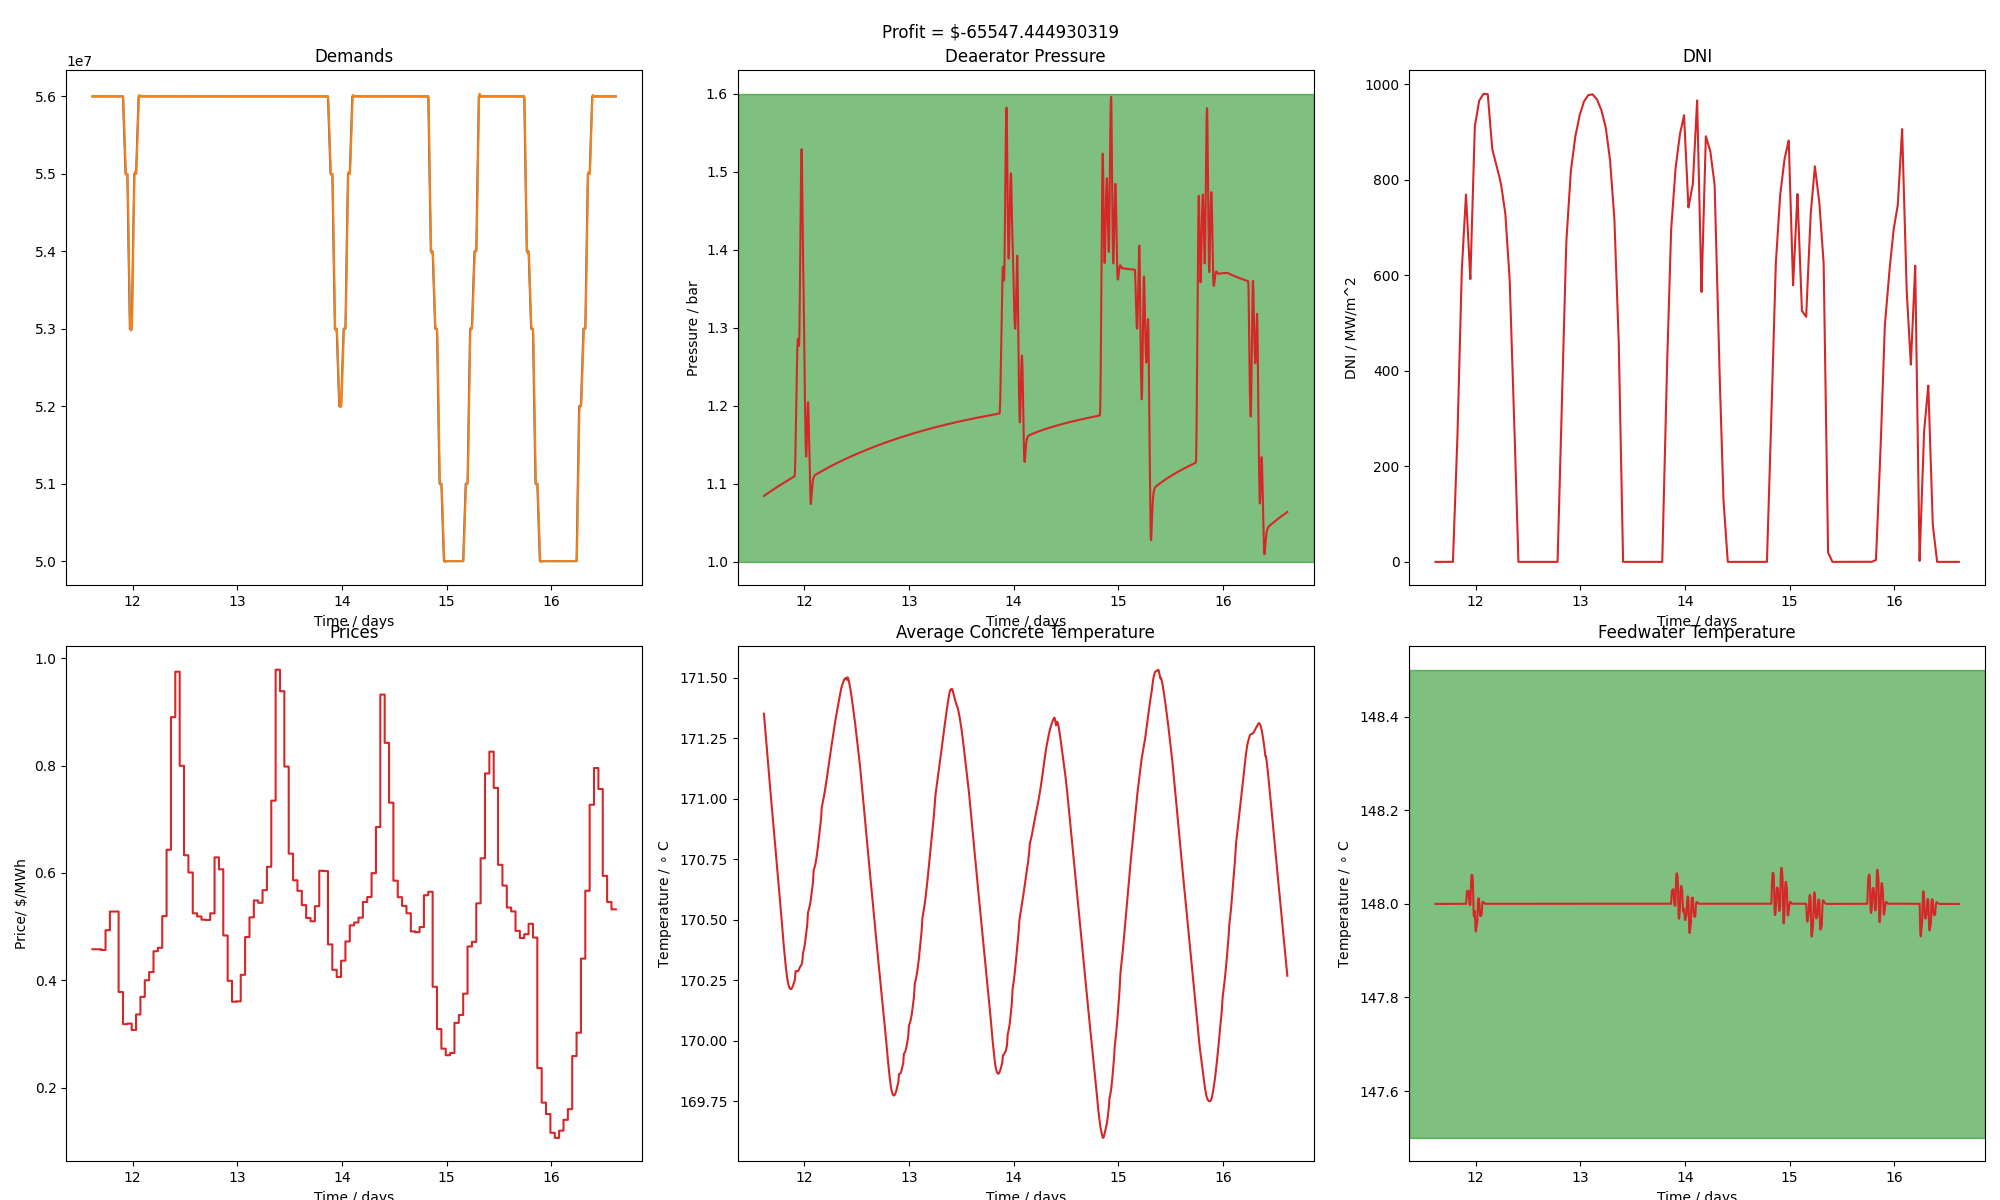 Profit = $-65547.444930319
Demands
1e7
5.6
5.5
5.4
5.3
5.2
5.1
5.0
12 13 14 15 16
Time / days
Deaerator Pressure
Pressure / bar
1.6
1.5
1.4
1.3
1.2
1.1
1.0
12 13 14 15 16
Time / days
DNI
DNI / MW/m^2
1000
800
600
400
200
0
12 13 14 15 16
Time / days
Prices
Price/ $/MWh
1.0
0.8
0.6
0.4
0.2
12 13 14 15 16
Time / days
Average Concrete Temperature
Temperature / ∘ C
171.50
171.25
171.00
170.75
170.50
170.25
170.00
169.75
12 13 14 15 16
Time / days
Feedwater Temperature
Temperature / ∘ C
148.4
148.2
148.0
147.8
147.6
12 13 14 15 16
Time / days